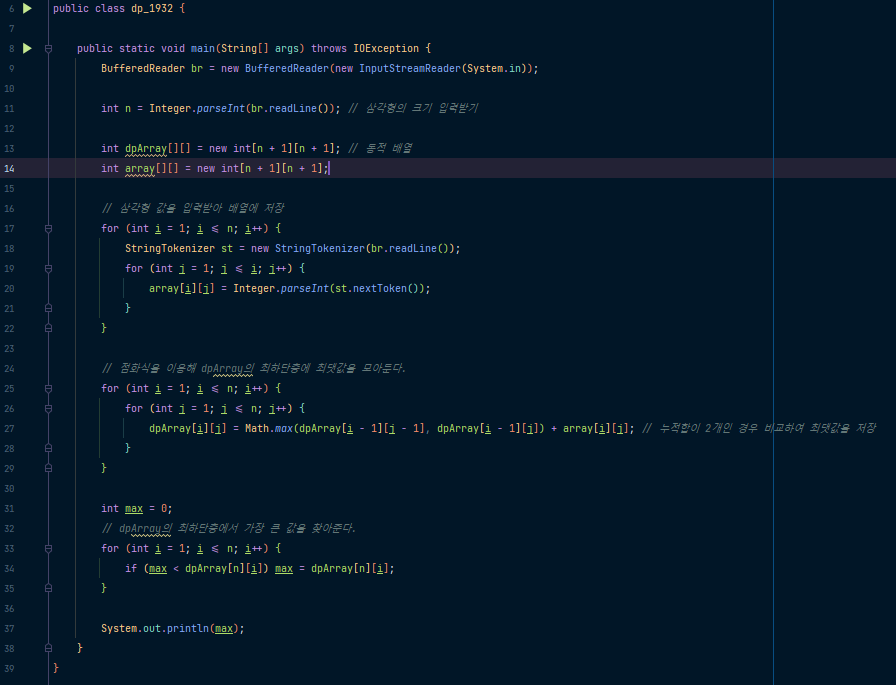 6 public class dp_1932 {
7
8 public static void main(String[] args) throws IOException {
9 BufferedReader br = new BufferedReader(new InputStreamReader(System.in));
10
11 int n = Integer.parseInt(br.readLine()); // 삼각형의 크기 입력받기
12
13 int dpArray[][] = new int[n + 1][n + 1]; // 동적 배열
14 int array[][] = new int[n + 1][n + 1];
15
16 // 삼각형 값을 입력받아 배열에 저장
17 for (int i = 1; i <= n; i++) {
18 StringTokenizer st = new StringTokenizer(br.readLine());
19 for (int j = 1; j <= i; j++) {
20 array[i][j] = Integer.parseInt(st.nextToken());
21 }
22 }
23
24 // 점화식을 이용해 dpArray의 최하단층에 최댓값을 모아둔다.
25 for (int i = 1; i <= n; i++) {
26 for (int j = 1; j <= n; j++) {
27 dpArray[i][j] = Math.max(dpArray[i - 1][j - 1], dpArray[i - 1][j]) + array[i][j]; // 누적합이 2개인 경우 비교하여 최댓값을 저장
28 }
29 }
30
31 int max = 0;
32 // dpArray의 최하단층에서 가장 큰 값을 찾아준다.
33 for (int i = 1; i <= n; i++) {
34 if (max < dpArray[n][i]) max = dpArray[n][i];
35 }
36
37 System.out.println(max);
38 }
39 }